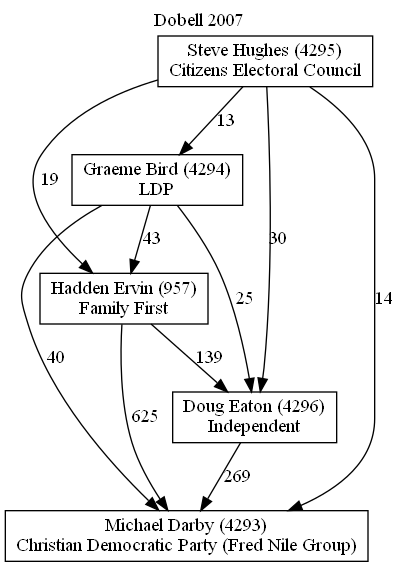 Dobell 2007
Steve Hughes (4295)
Citizens Electoral Council
13
Graeme Bird (4294)
LDP
19
43
30
Hadden Ervin (957)
Family First
25
14
40
139
625
Doug Eaton (4296)
Independent
269
Michael Darby (4293)
Christian Democratic Party (Fred Nile Group)